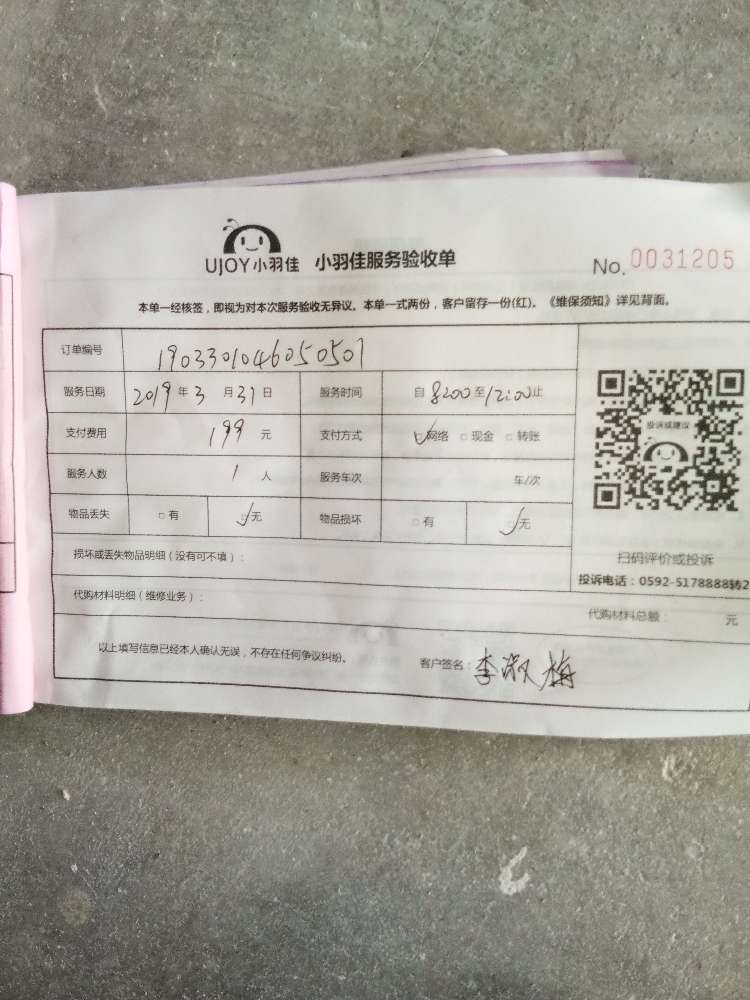 UJOY小羽佳 小羽佳服务验收单
No.0031205
本单一经核签，即视为对本次服务验收无异议。本单一式两份，客户留存一份(红)。《维保须知》详见背面。
订单编号 1903301046050501
服务日期 2019年3月31日 服务时间 自8:00至12:00止
支付费用 199元 支付方式 网络 现金 转账
投诉或建议
服务人数 1人 服务车次 车/次
物品丢失 有 无 物品损坏 有 无
损坏或丢失物品明细（没有可不填）：
扫码评价或投诉
投诉电话：0592-5178888转2
代购材料明细（维修业务）：
代购材料总额： 元
以上填写信息已经本人确认无误，不存在任何争议纠纷。 客户签名：李淑梅